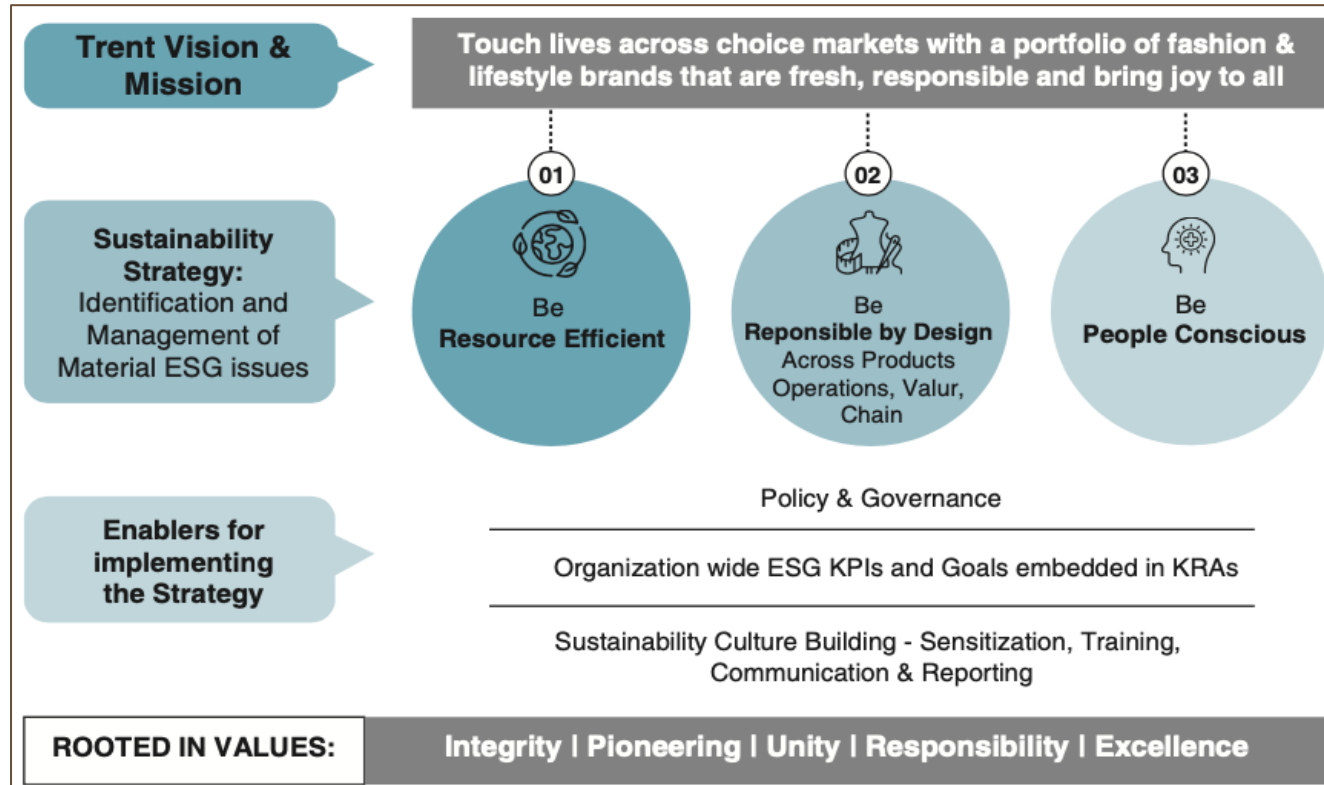 Trent Vision &
Mission
Touch lives across choice markets with a portfolio of fashion &
lifestyle brands that are fresh, responsible and bring joy to all
Sustainability
Strategy:
Identification and
Management of
Material ESG issues
01
Be
Resource Efficient
02
Be
Reponsible by Design
Across Products
Operations, Valur,
Chain
03
Be
People Conscious
Enablers for
implementing
the Strategy
Policy & Governance
Organization wide ESG KPIs and Goals embedded in KRAs
Sustainability Culture Building - Sensitization, Training,
Communication & Reporting
ROOTED IN VALUES:
Integrity | Pioneering | Unity | Responsibility | Excellence